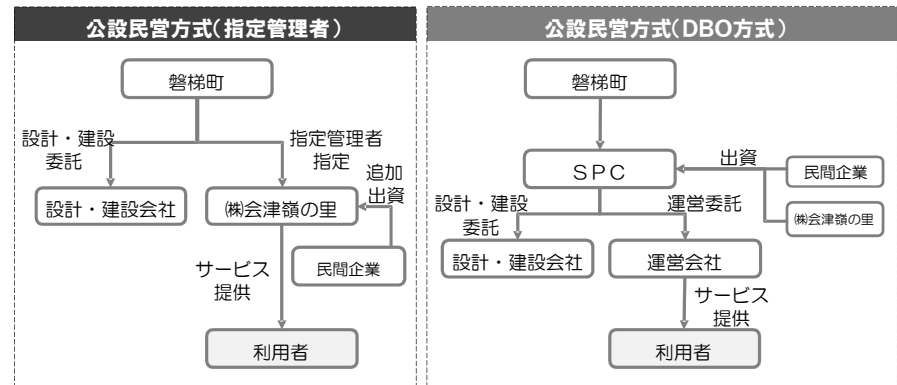 公設民営方式(指定管理者)
磐梯町
設計・建設
委託
指定管理者
指定
追加
出資
設計・建設会社
㈱会津嶺の里
サービス
提供
民間企業
利用者
公設民営方式(DBO方式)
磐梯町
SPC
出資
民間企業
㈱会津嶺の里
設計・建設
委託
運営委託
設計・建設会社
運営会社
サービス
提供
利用者